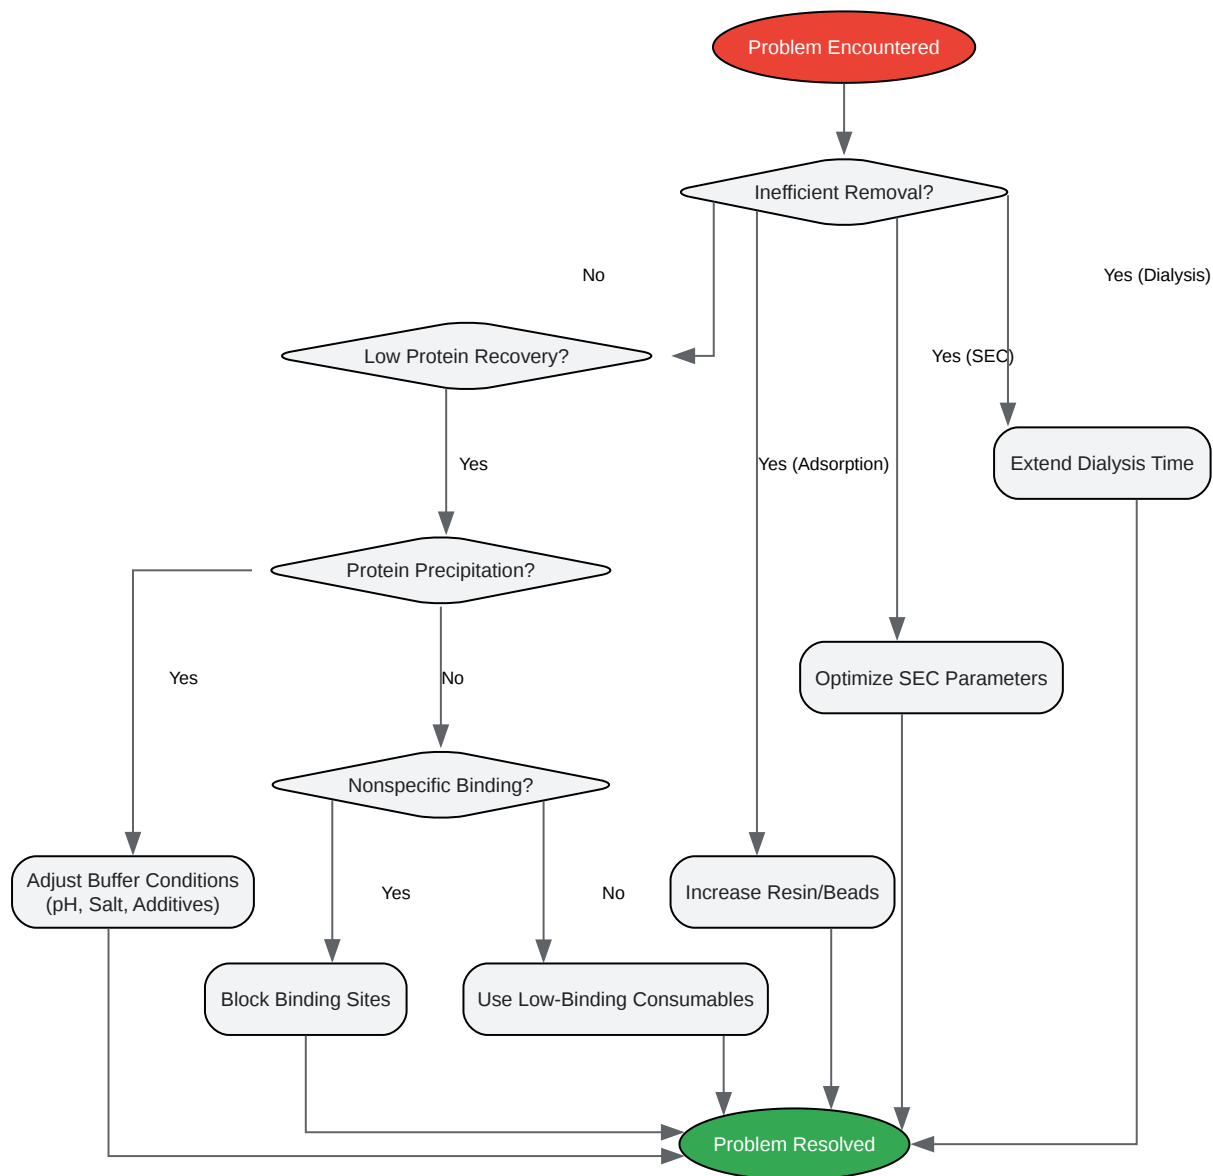 Problem Encountered
Inefficient Removal?
No
Yes (Dialysis)
Low Protein Recovery?
Yes (SEC)
Yes
Yes (Adsorption)
Extend Dialysis Time
Protein Precipitation?
Yes
No
Optimize SEC Parameters
Nonspecific Binding?
Adjust Buffer Conditions
(pH, Salt, Additives)
Yes
No
Increase Resin/Beads
Block Binding Sites
Use Low-Binding Consumables
Problem Resolved